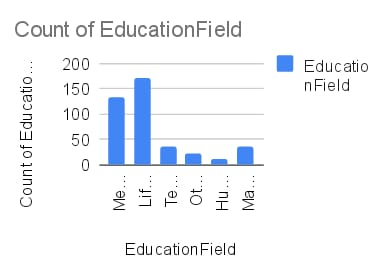 Count of EducationField
Count of Educatio...
200
150
100
50
0
Me...
Lif...
Te...
Ot...
Hu...
Ma...
EducationField
Educatio
nField